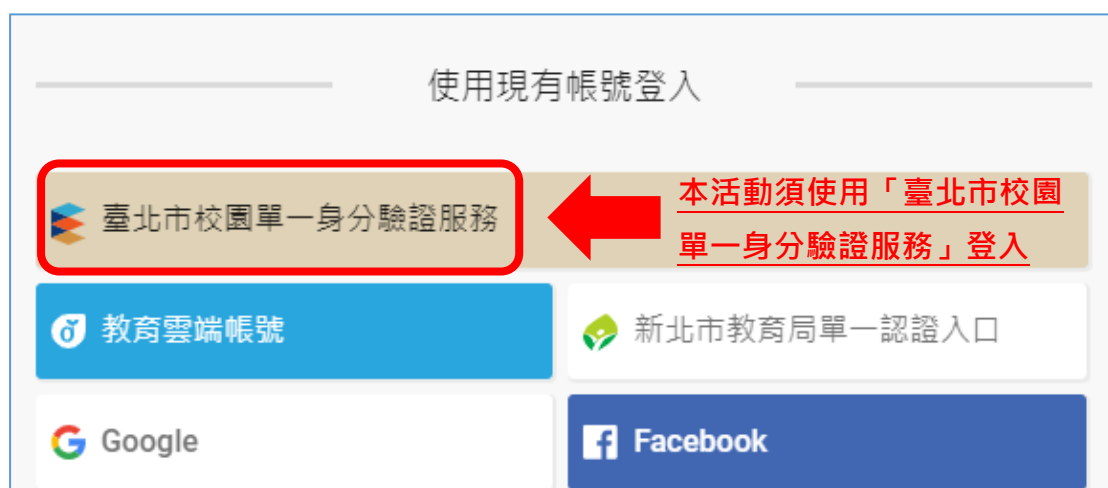 使用現有帳號登入
臺北市校園單一身分驗證服務
本活動須使用「臺北市校園
單一身分驗證服務」登入
教育雲端帳號
新北市教育局單一認證入口
Google
Facebook